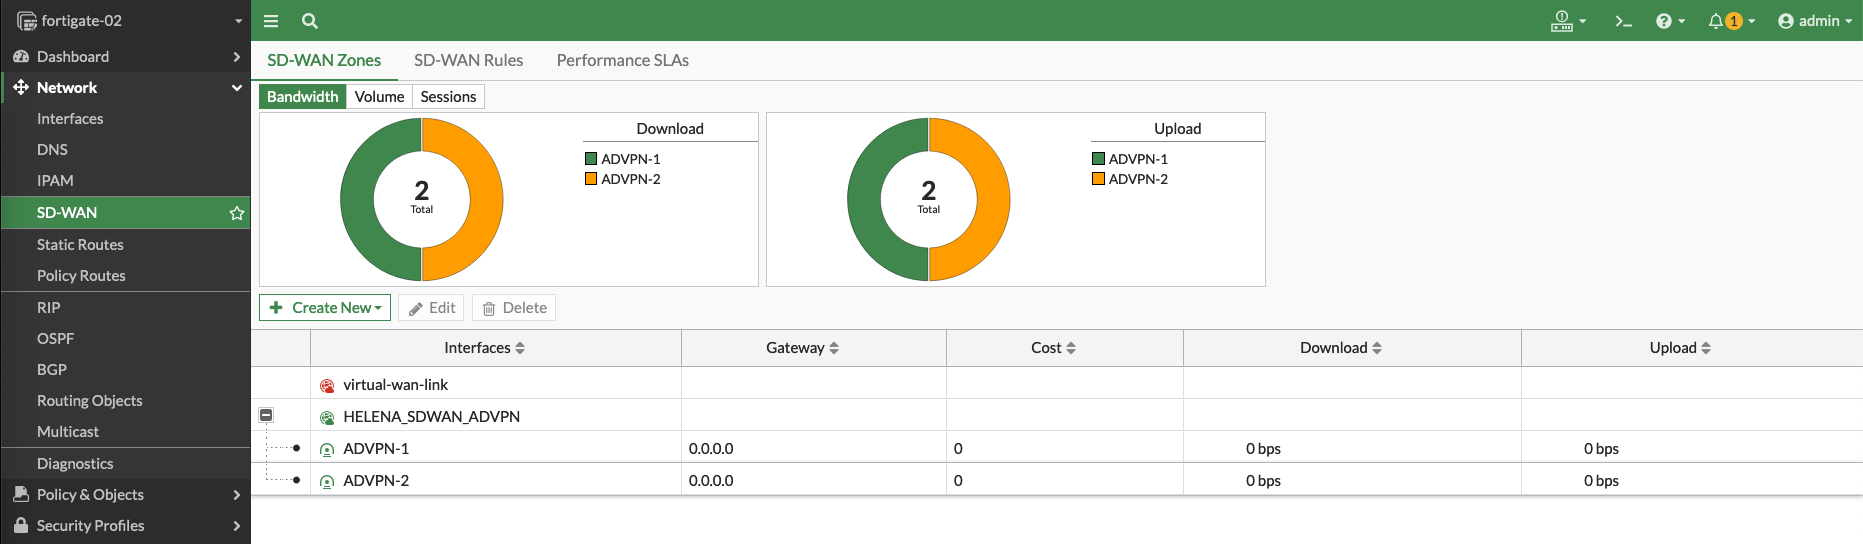 fortigate-02
1
admin
Dashboard
Network
Interfaces
DNS
IPAM
SD-WAN
Static Routes
Policy Routes
RIP
OSPF
BGP
Routing Objects
Multicast
Diagnostics
Policy & Objects
Security Profiles
SD-WAN Zones SD-WAN Rules Performance SLAs
Bandwidth Volume Sessions
Download
ADVPN-1
ADVPN-2
2
Total
Upload
ADVPN-1
ADVPN-2
2
Total
Create New Edit Delete
Interfaces Gateway Cost Download Upload
virtual-wan-link
HELENA_SDWAN_ADVPN
ADVPN-1 0.0.0.0 0 0 bps 0 bps
ADVPN-2 0.0.0.0 0 0 bps 0 bps